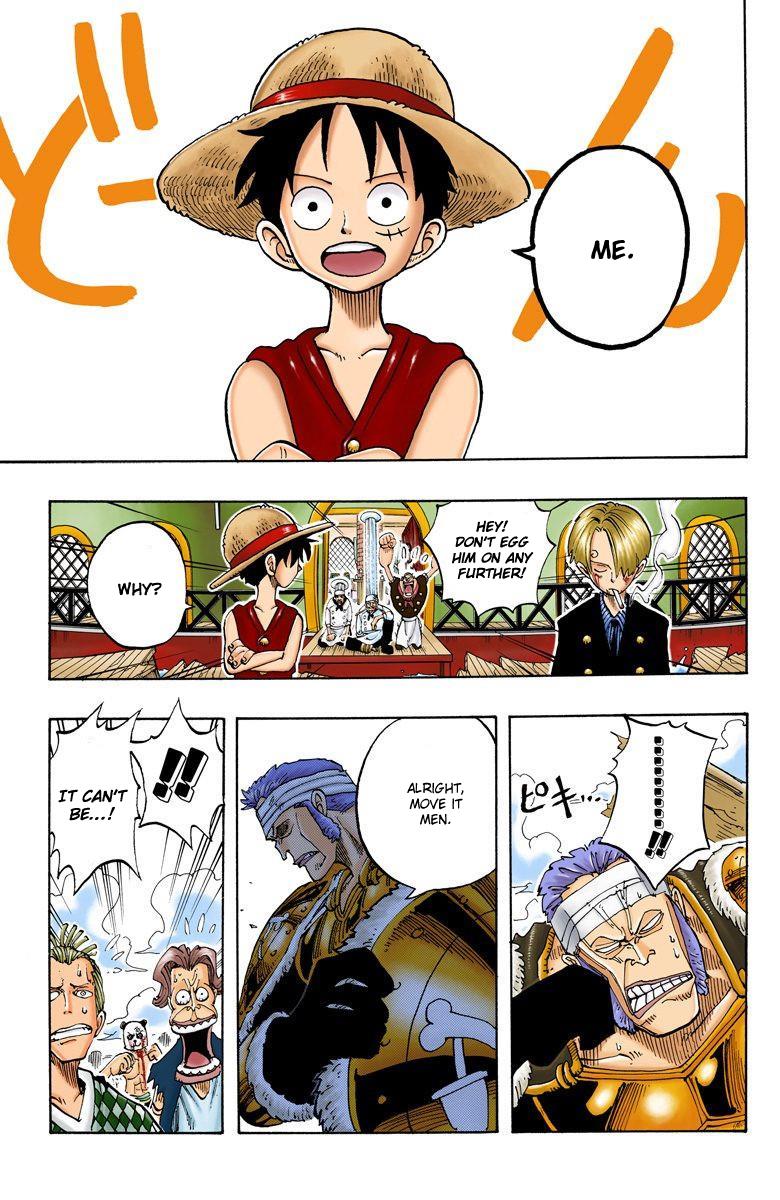 どーん
ME.
HEY!
DON'T EGG
HIM ON ANY
FURTHER!
WHY?
!!
ピキ...
ALRIGHT,
MOVE IT
MEN.
!!
IT CAN'T
BE...!